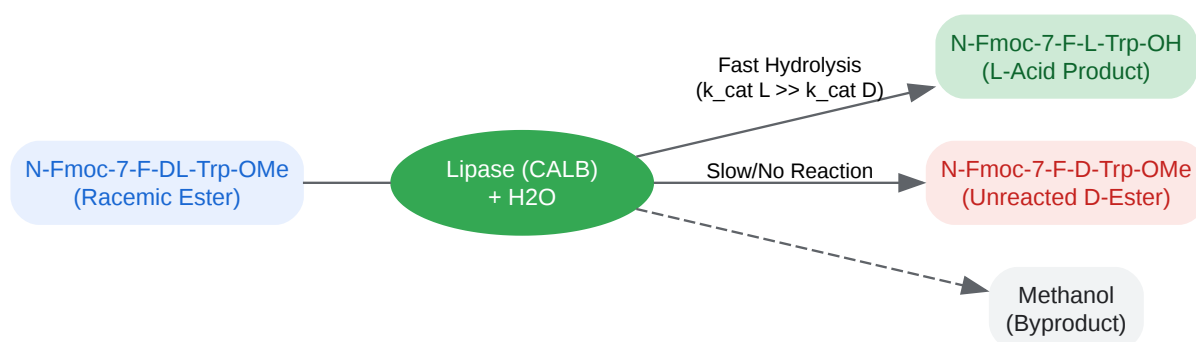 N-Fmoc-7-F-DL-Trp-OMe
(Racemic Ester)
Lipase (CALB)
+ H2O
Fast Hydrolysis
(k_cat L >> k_cat D)
Slow/No Reaction
N-Fmoc-7-F-L-Trp-OH
(L-Acid Product)
N-Fmoc-7-F-D-Trp-OMe
(Unreacted D-Ester)
Methanol
(Byproduct)